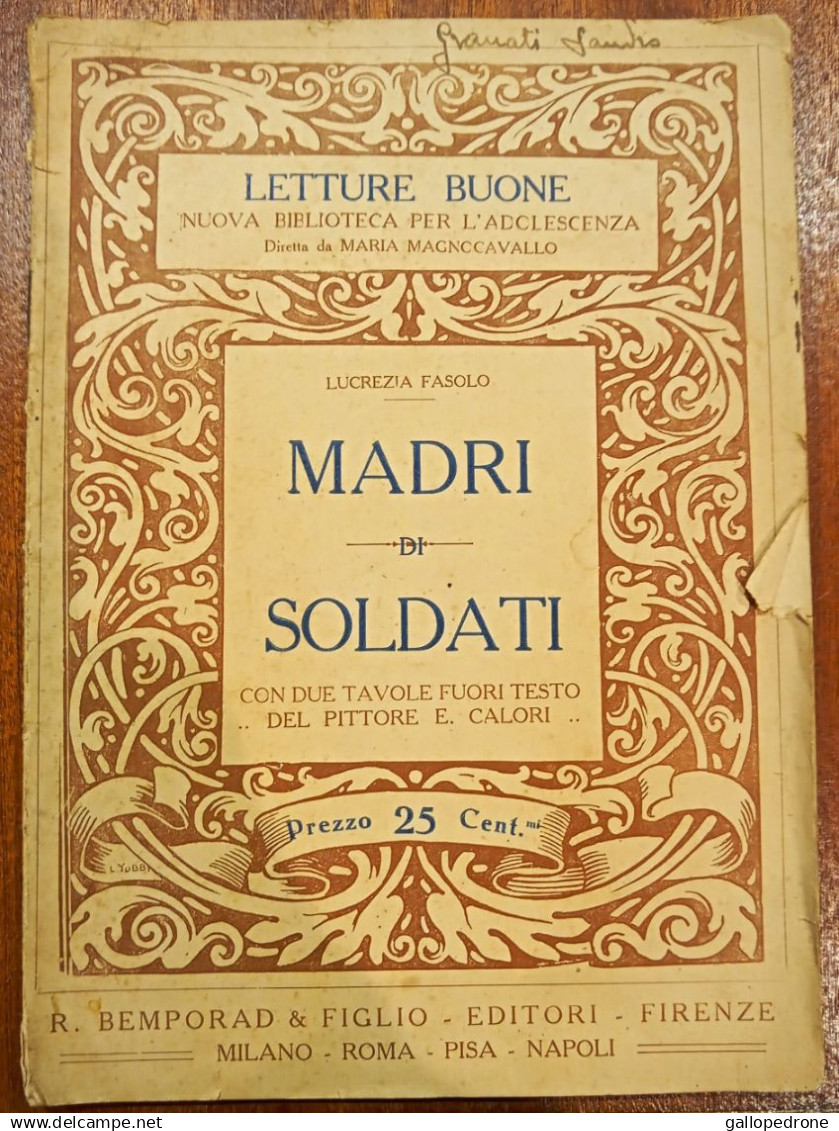 Granati Sandro
LETTURE BUONE
NUOVA BIBLIOTECA PER L'ADOLESCENZA
Diretta da MARIA MAGNOCAVALLO
LUCREZIA FASOLO
MADRI
DI
SOLDATI
CON DUE TAVOLE FUORI TESTO
.. DEL PITTORE E. CALORI ..
Prezzo 25 Cent.mi
R. BEMPORAD & FIGLIO - EDITORI - FIRENZE
MILANO - ROMA - PISA - NAPOLI
delcampe.net
gallopedrone